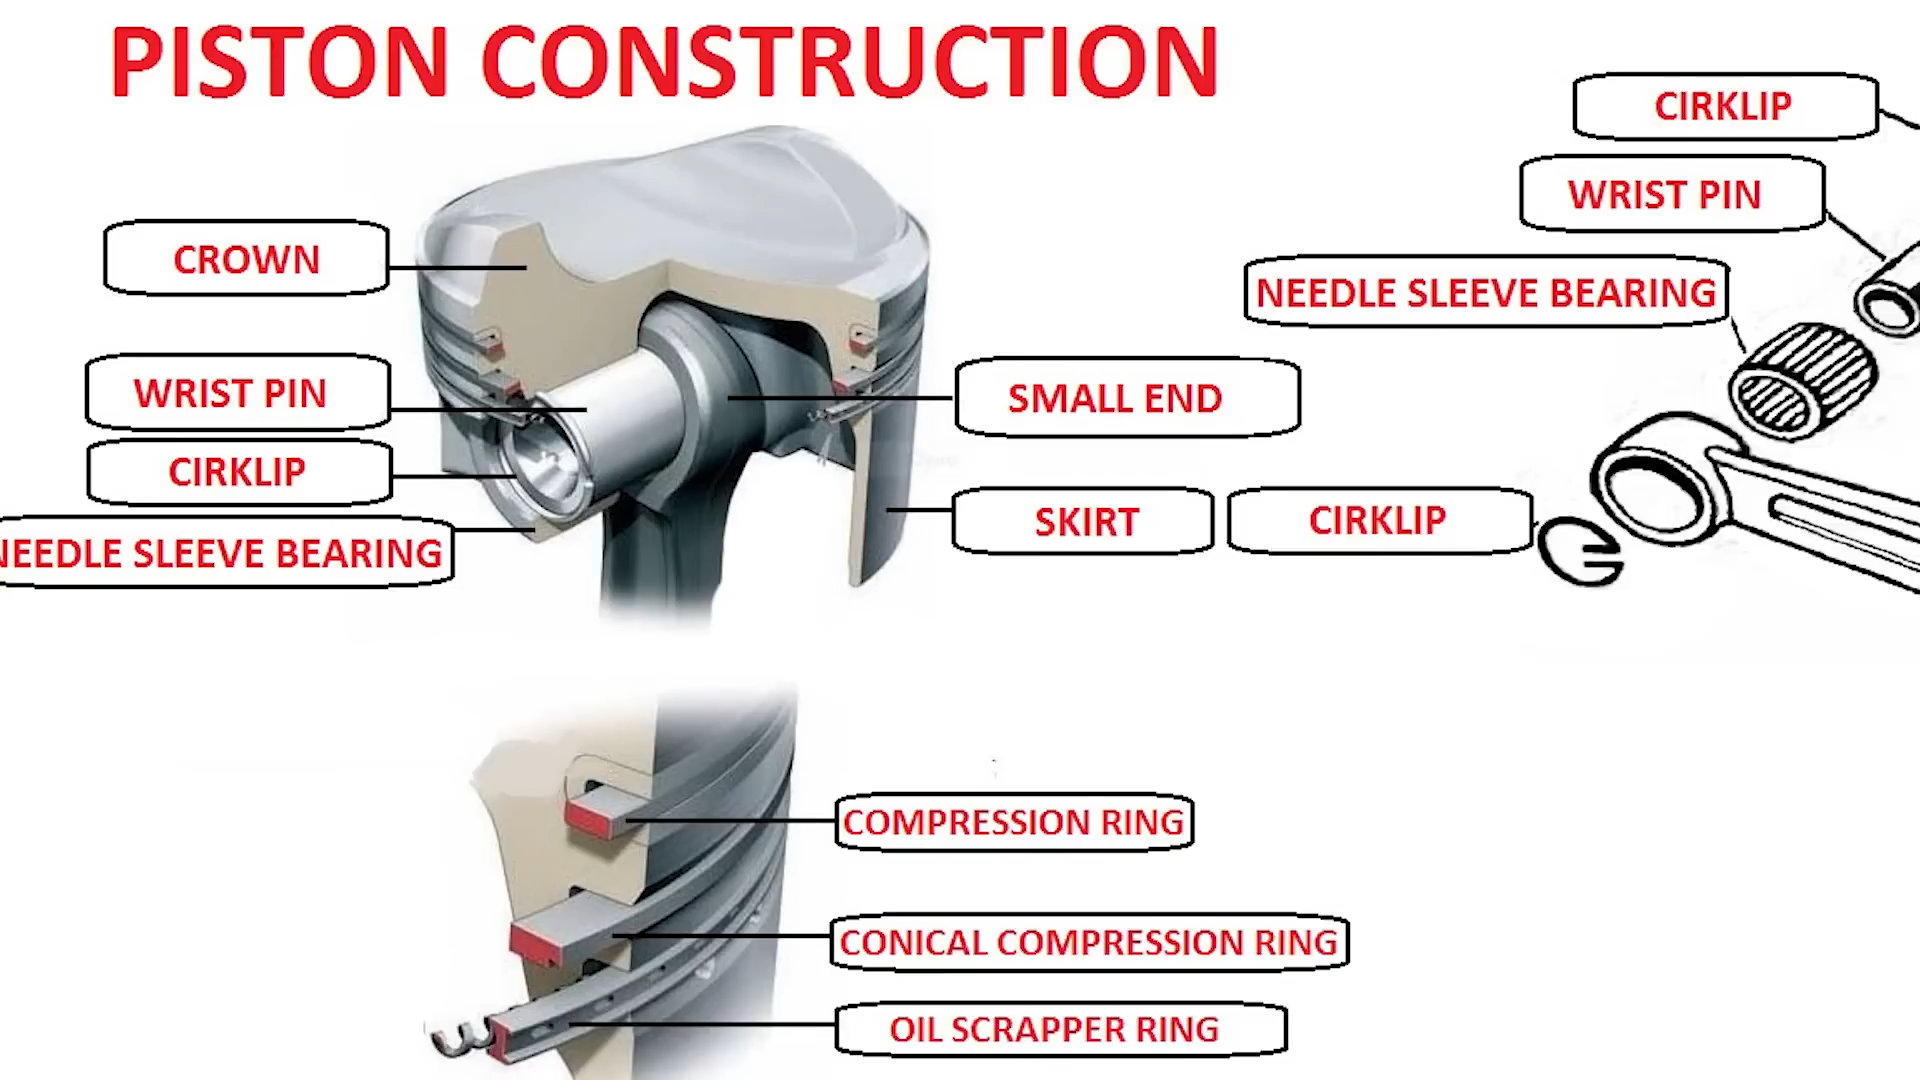 PISTON CONSTRUCTION
CIRKLIP
WRIST PIN
CROWN
NEEDLE SLEEVE BEARING
WRIST PIN
SMALL END
CIRKLIP
SKIRT
CIRKLIP
NEEDLE SLEEVE BEARING
COMPRESSION RING
CONICAL COMPRESSION RING
OIL SCRAPPER RING